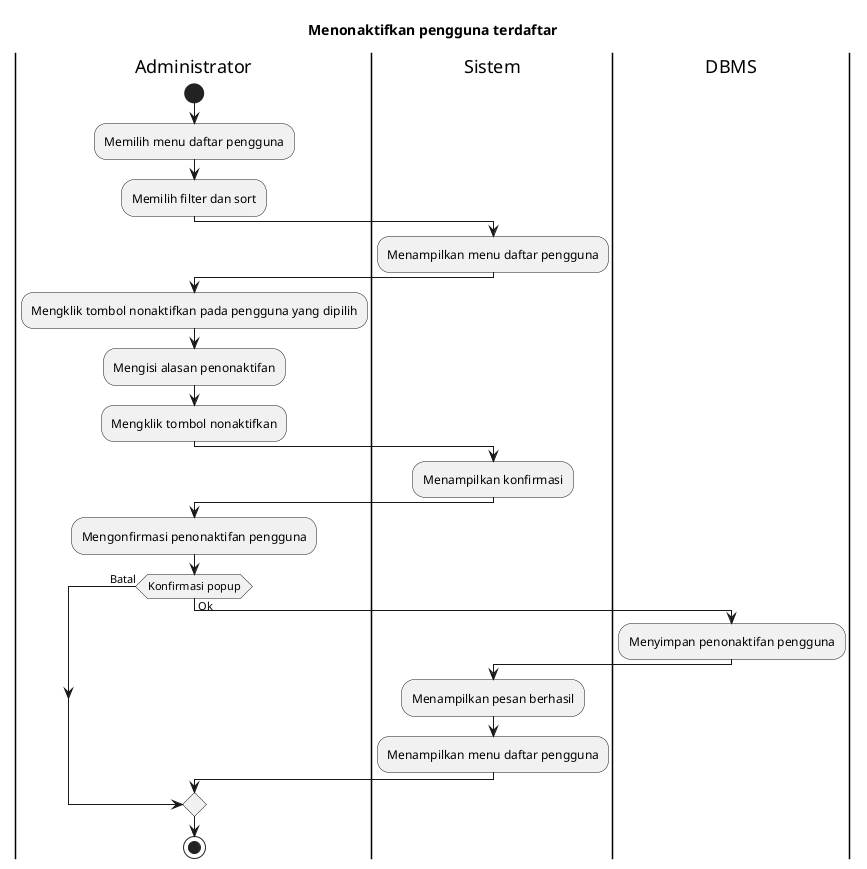 Menonaktifkan pengguna terdaftar
Administrator
Sistem
DBMS
Memilih menu daftar pengguna
Memilih filter dan sort
Menampilkan menu daftar pengguna
Mengklik tombol nonaktifkan pada pengguna yang dipilih
Mengisi alasan penonaktifan
Mengklik tombol nonaktifkan
Menampilkan konfirmasi
Mengonfirmasi penonaktifan pengguna
Batal
Konfirmasi popup
Ok
Menyimpan penonaktifan pengguna
Menampilkan pesan berhasil
Menampilkan menu daftar pengguna